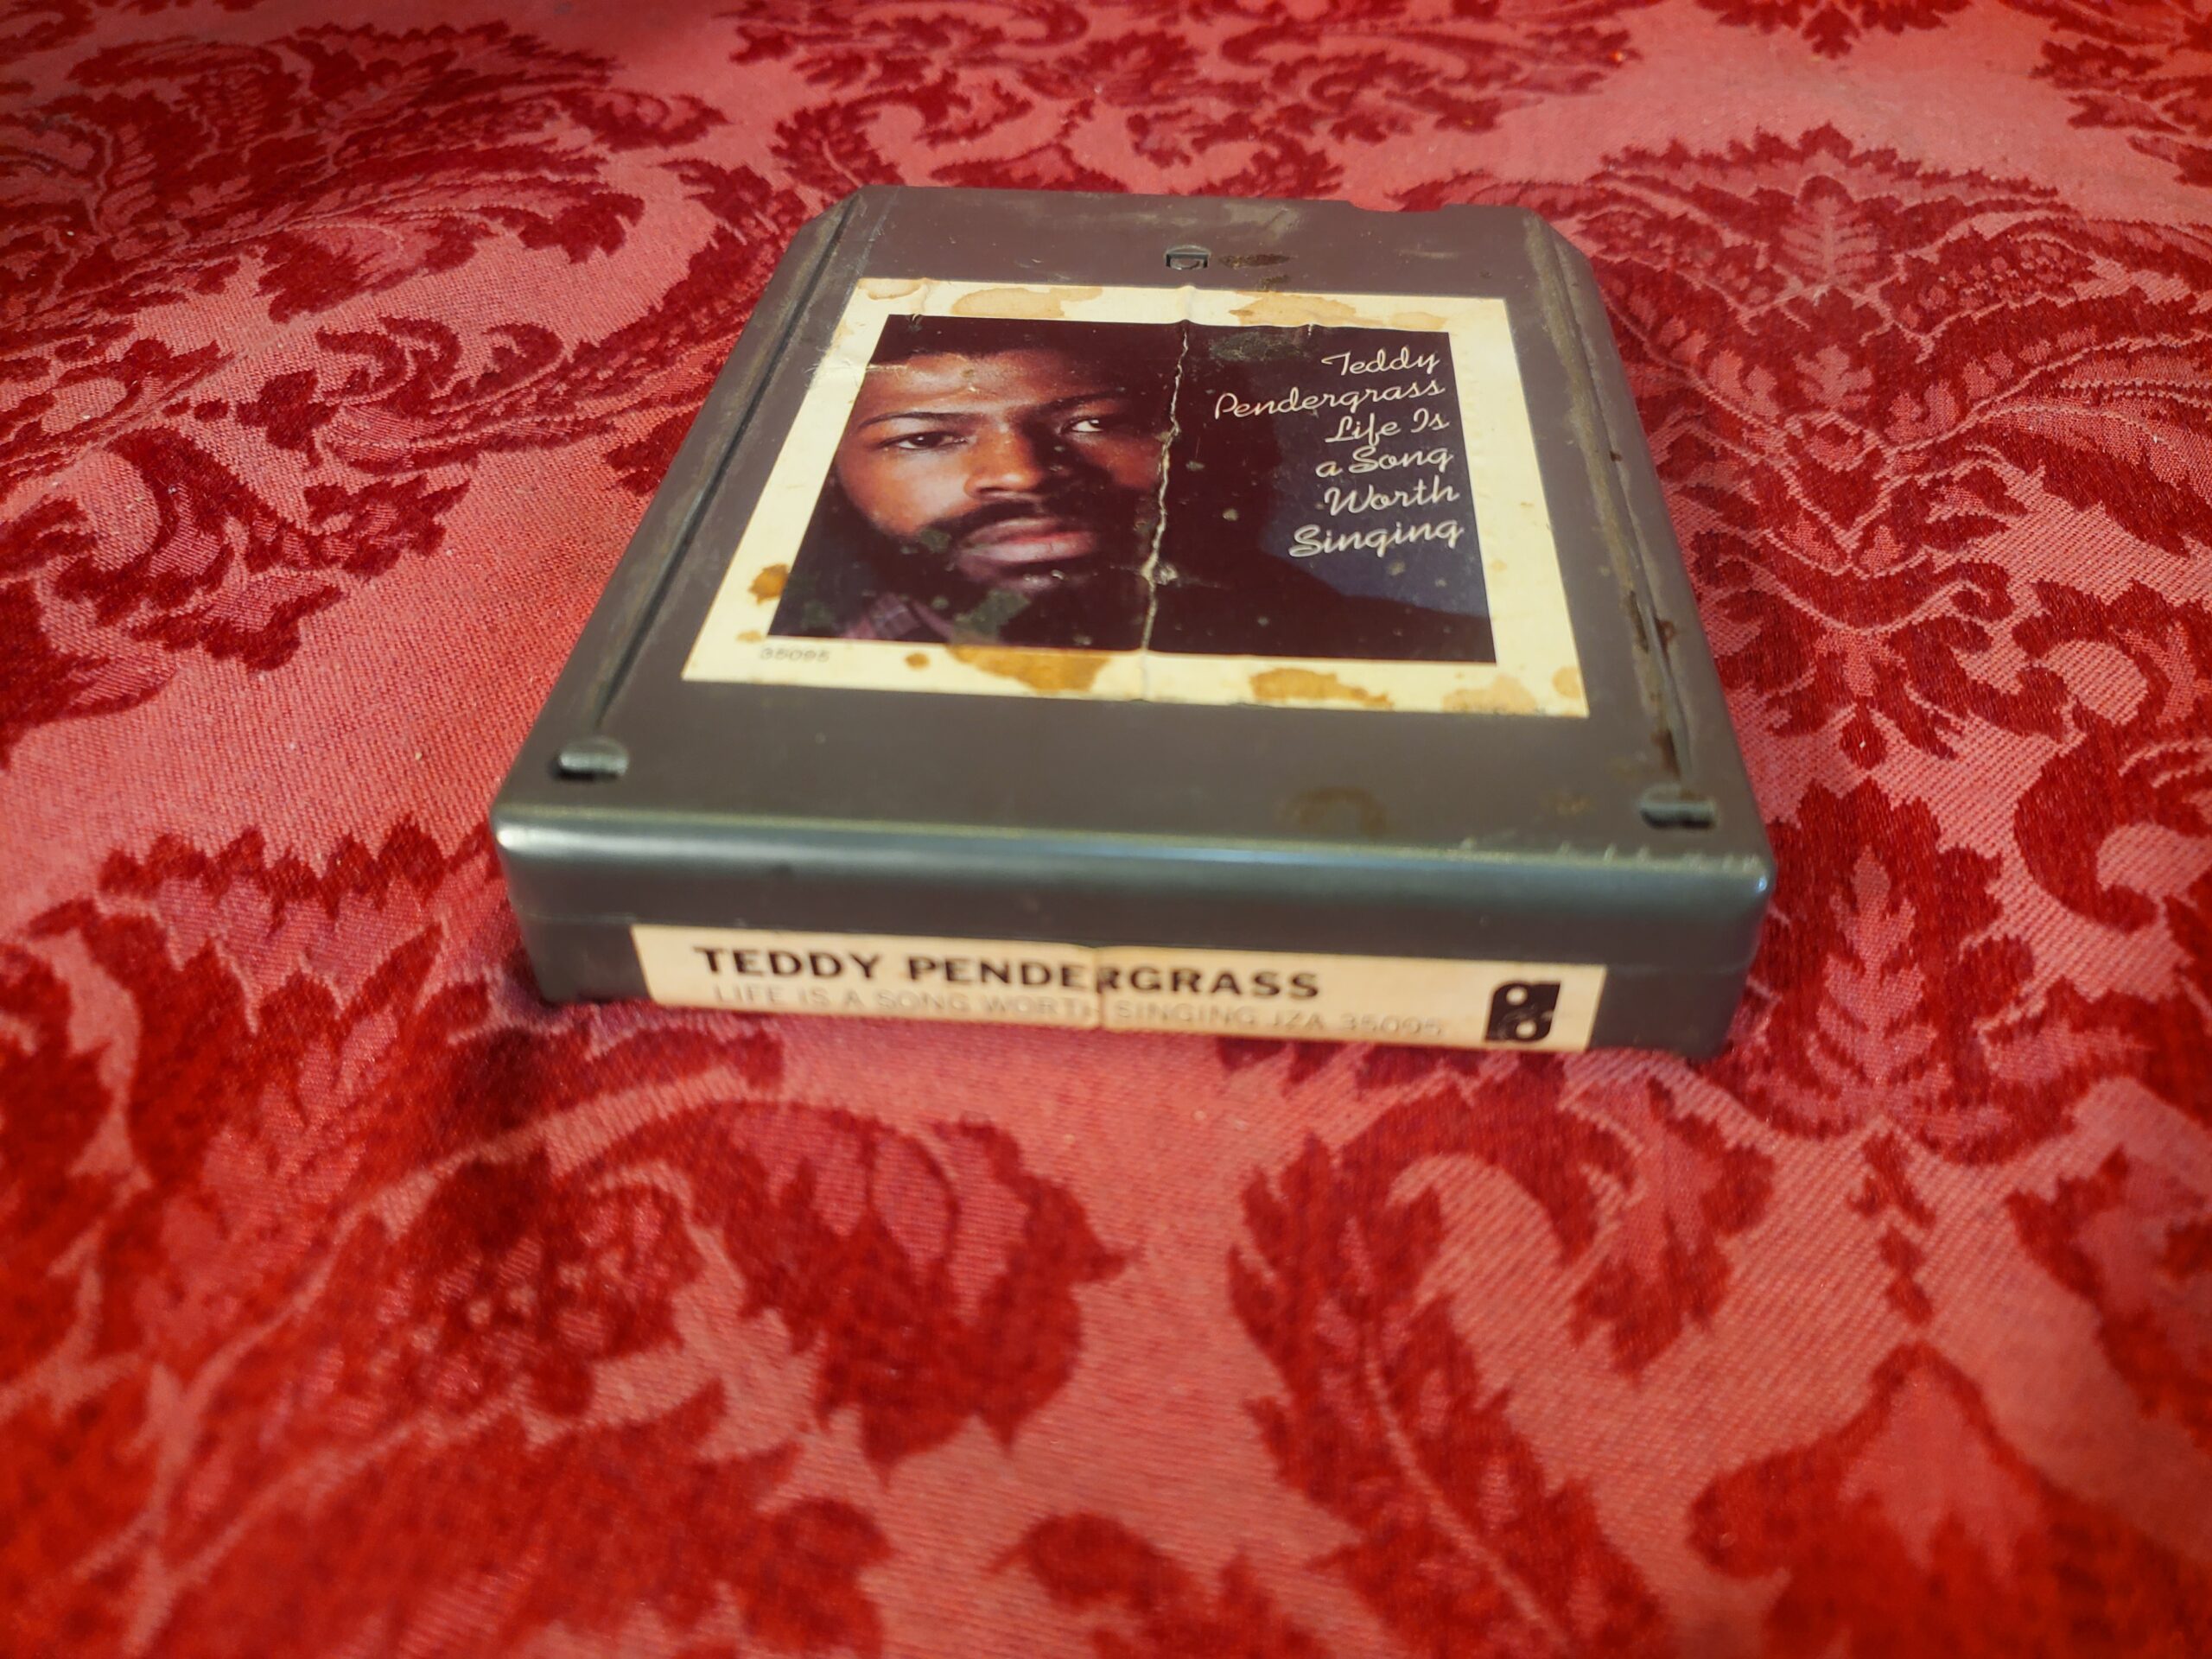 Teddy
Pendergrass
Life Is
a Song
Worth
Singing
35095
TEDDY PENDERGRASS
LIFE IS A SONG WORTH SINGING JZA 35095